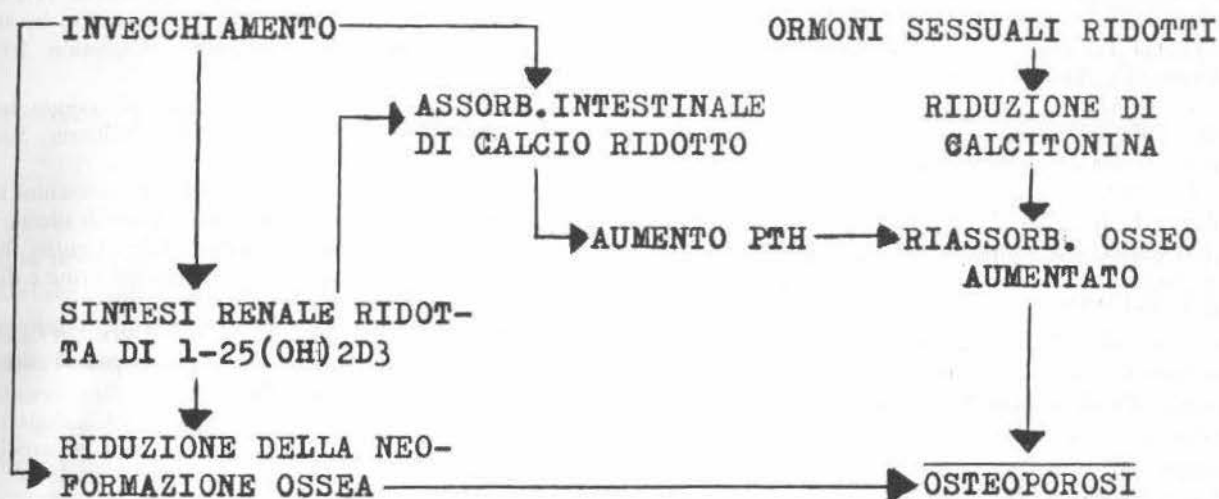 INVECCHIAMENTO
ORMONI SESSUALI RIDOTTI
ASSORB.INTESTINALE
DI CALCIO RIDOTTO
RIDUZIONE DI
CALCITONINA
AUMENTO PTH
RIASSORB. OSSEO
AUMENTATO
SINTESI RENALE RIDOT-
TA DI 1-25(OH)2D3
RIDUZIONE DELLA NEO-
FORMAZIONE OSSEA
OSTEOPOROSI